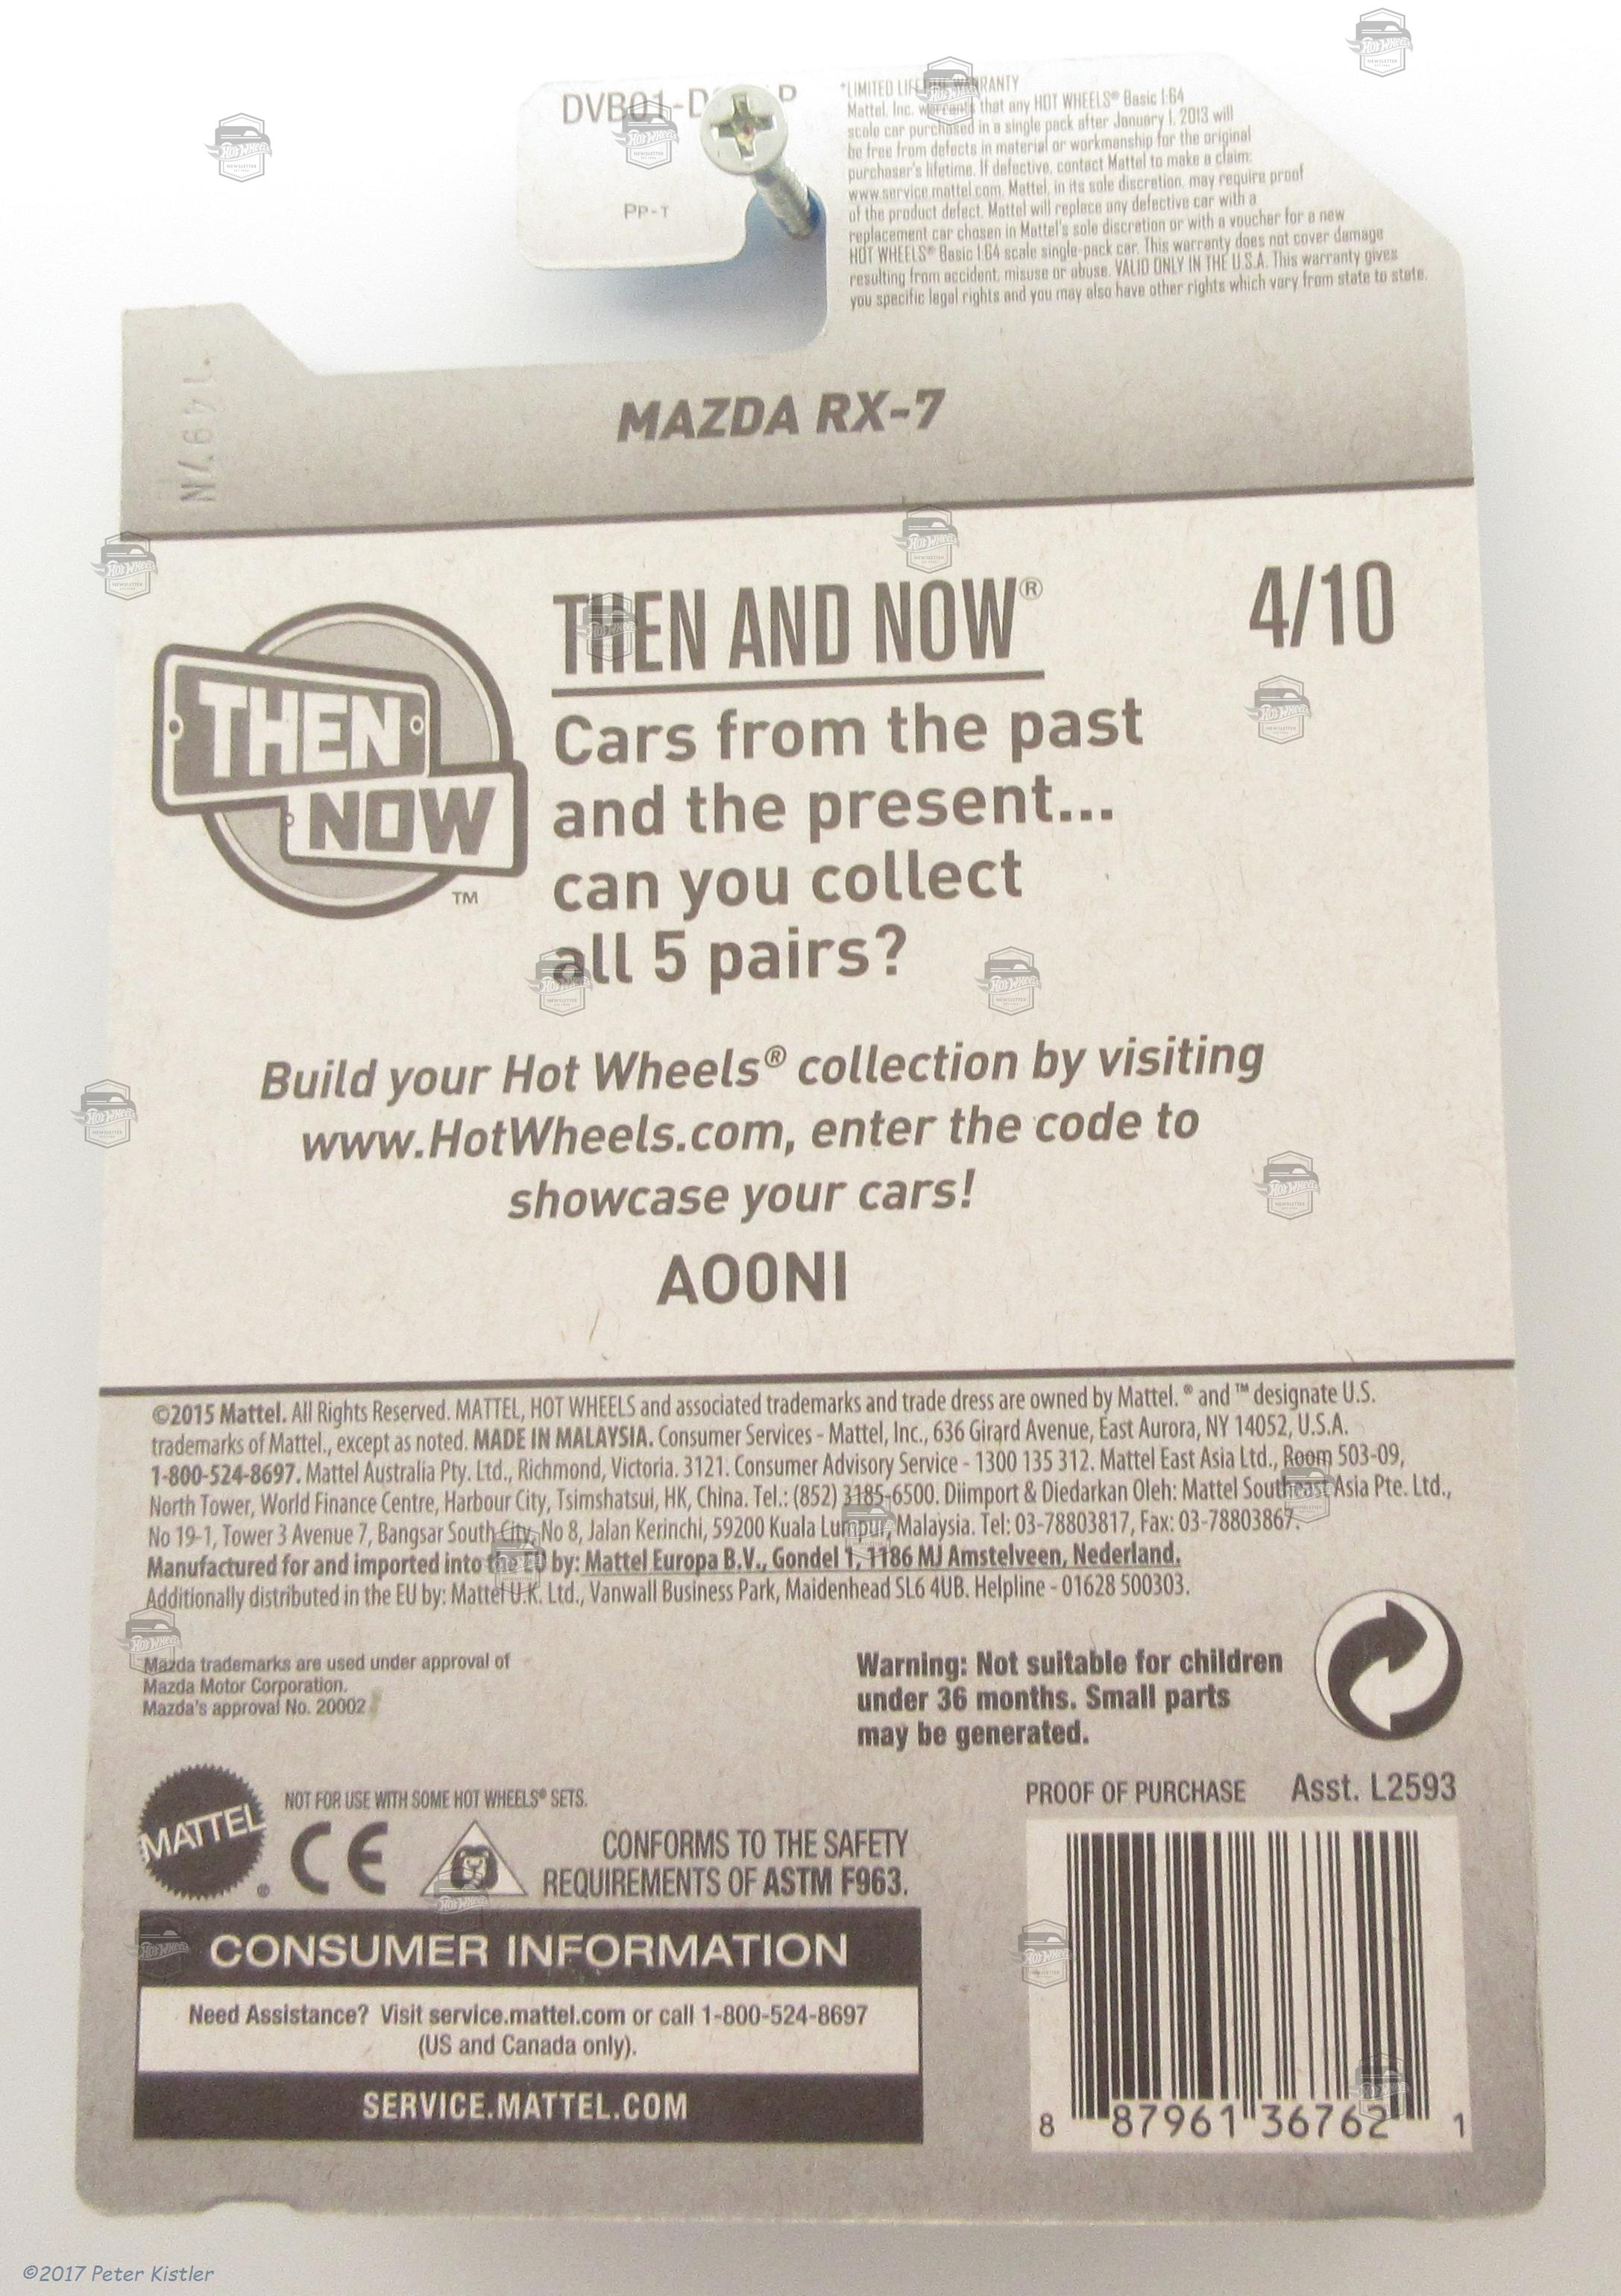 DVB01-D
P
PP-T
*LIMITED LIFETIME WARRANTY
Mattel, Inc. warrants that any HOT WHEELS® Basic 1:64
scale car purchased in a single pack after January 1, 2013 will
be free from defects in material or workmanship for the original
purchaser's lifetime. If defective, contact Mattel to make a claim:
www.service.mattel.com. Mattel, in its sole discretion, may require proof
of the product defect. Mattel will replace any defective car with a
replacement car chosen in Mattel's sole discretion or with a voucher for a new
HOT WHEELS® Basic 1:64 scale single-pack car. This warranty does not cover damage
resulting from accident, misuse or abuse. VALID ONLY IN THE U.S.A. This warranty gives
you specific legal rights and you may also have other rights which vary from state to state.
MAZDA RX-7
THEN AND NOW®
4/10
THEN
NOW
TM
Cars from the past
and the present...
can you collect
all 5 pairs?
Build your Hot Wheels® collection by visiting
www.HotWheels.com, enter the code to
showcase your cars!
AO0NI
©2015 Mattel. All Rights Reserved. MATTEL, HOT WHEELS and associated trademarks and trade dress are owned by Mattel. ® and ™ designate U.S.
trademarks of Mattel., except as noted. MADE IN MALAYSIA. Consumer Services - Mattel, Inc., 636 Girard Avenue, East Aurora, NY 14052, U.S.A.
1-800-524-8697. Mattel Australia Pty. Ltd., Richmond, Victoria. 3121. Consumer Advisory Service - 1300 135 312. Mattel East Asia Ltd., Room 503-09,
North Tower, World Finance Centre, Harbour City, Tsimshatsui, HK, China. Tel.: (852) 3185-6500. Diimport & Diedarkan Oleh: Mattel Southeast Asia Pte. Ltd.,
No 19-1, Tower 3 Avenue 7, Bangsar South City, No 8, Jalan Kerinchi, 59200 Kuala Lumpur, Malaysia. Tel: 03-78803817, Fax: 03-78803867.
Manufactured for and imported into the EU by: Mattel Europa B.V., Gondel 1, 1186 MJ Amstelveen, Nederland.
Additionally distributed in the EU by: Mattel U.K. Ltd., Vanwall Business Park, Maidenhead SL6 4UB. Helpline - 01628 500303.
Mazda trademarks are used under approval of
Mazda Motor Corporation.
Mazda's approval No. 20002
Warning: Not suitable for children
under 36 months. Small parts
may be generated.
PROOF OF PURCHASE Asst. L2593
MATTEL
®
NOT FOR USE WITH SOME HOT WHEELS® SETS.
CE
CONFORMS TO THE SAFETY
REQUIREMENTS OF ASTM F963.
CONSUMER INFORMATION
Need Assistance? Visit service.mattel.com or call 1-800-524-8697
(US and Canada only).
SERVICE.MATTEL.COM
8 87961 36762 1
©2017 Peter Kistler